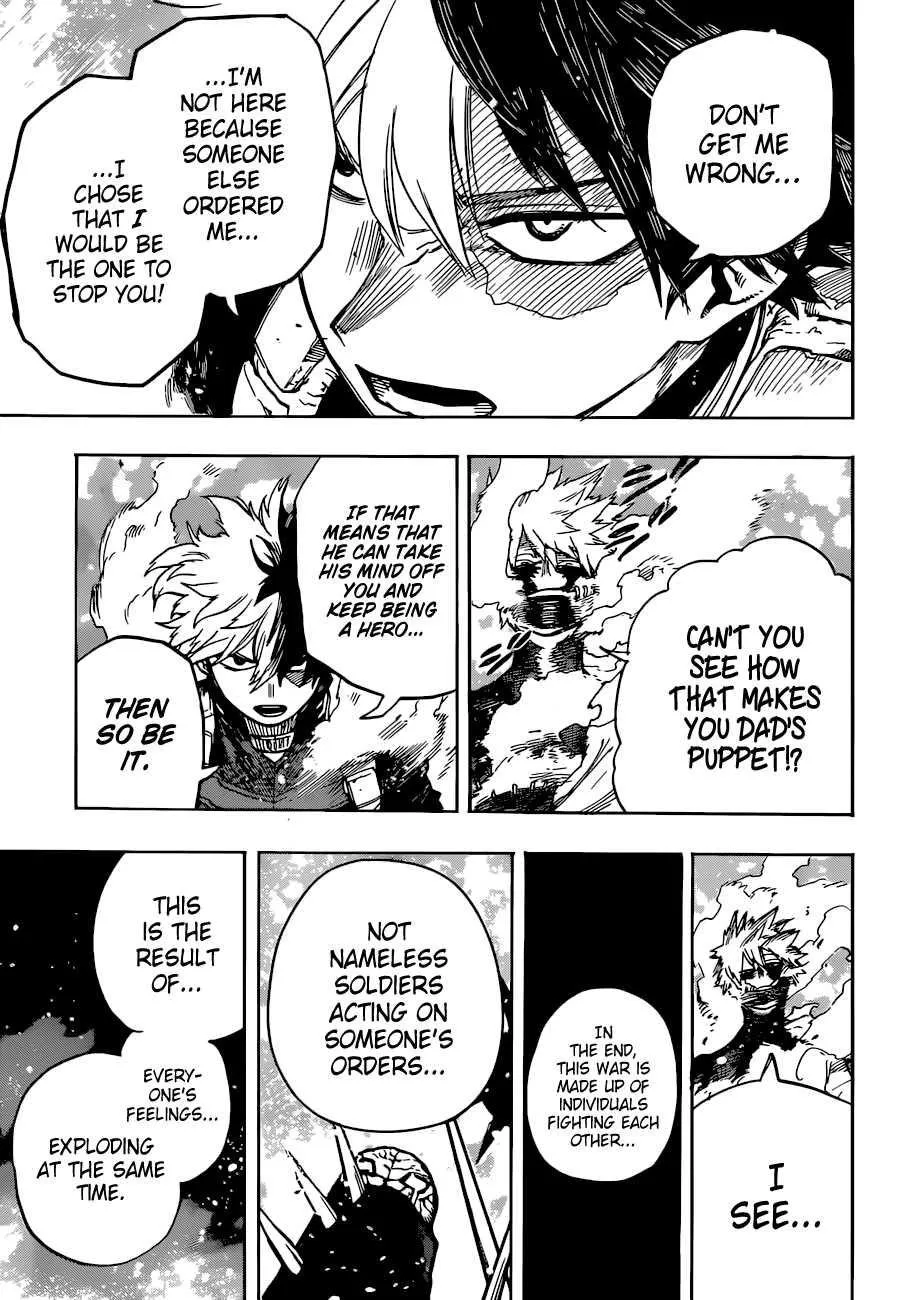 DON'T
GET ME
WRONG...
...I'M
NOT HERE
BECAUSE
SOMEONE
ELSE
ORDERED
ME...
...I
CHOSE
THAT I
WOULD BE
THE ONE TO
STOP YOU!
CAN'T YOU
SEE HOW
THAT MAKES
YOU DAD'S
PUPPET!?
IF THAT
MEANS THAT
HE CAN TAKE
HIS MIND OFF
YOU AND
KEEP BEING
A HERO...
THEN
SO BE
IT.
I
SEE...
IN
THE END,
THIS WAR IS
MADE UP OF
INDIVIDUALS
FIGHTING EACH
OTHER...
NOT
NAMELESS
SOLDIERS
ACTING ON
SOMEONE'S
ORDERS...
THIS
IS THE
RESULT
OF...
EVERY-
ONE'S
FEELINGS...
EXPLODING
AT THE SAME
TIME.